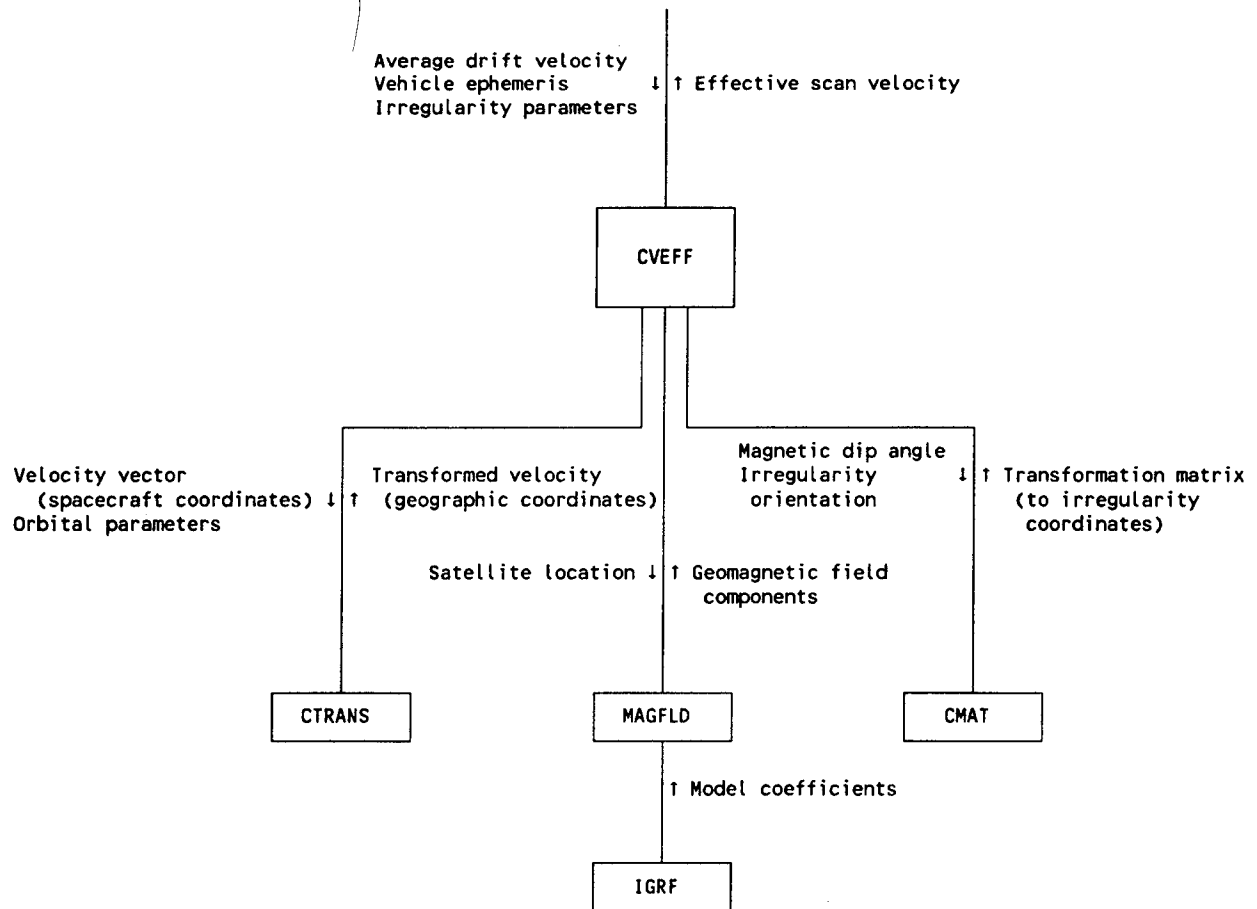 Average drift velocity
Vehicle ephemeris ↓ ↑ Effective scan velocity
Irregularity parameters
CVEFF
Velocity vector
(spacecraft coordinates) ↓ ↑
Orbital parameters
Transformed velocity
(geographic coordinates)
Magnetic dip angle
Irregularity ↓ ↑ Transformation matrix
orientation
(to irregularity
coordinates)
Satellite location ↓ ↑ Geomagnetic field
components
CTRANS
MAGFLD
CMAT
↑ Model coefficients
IGRF